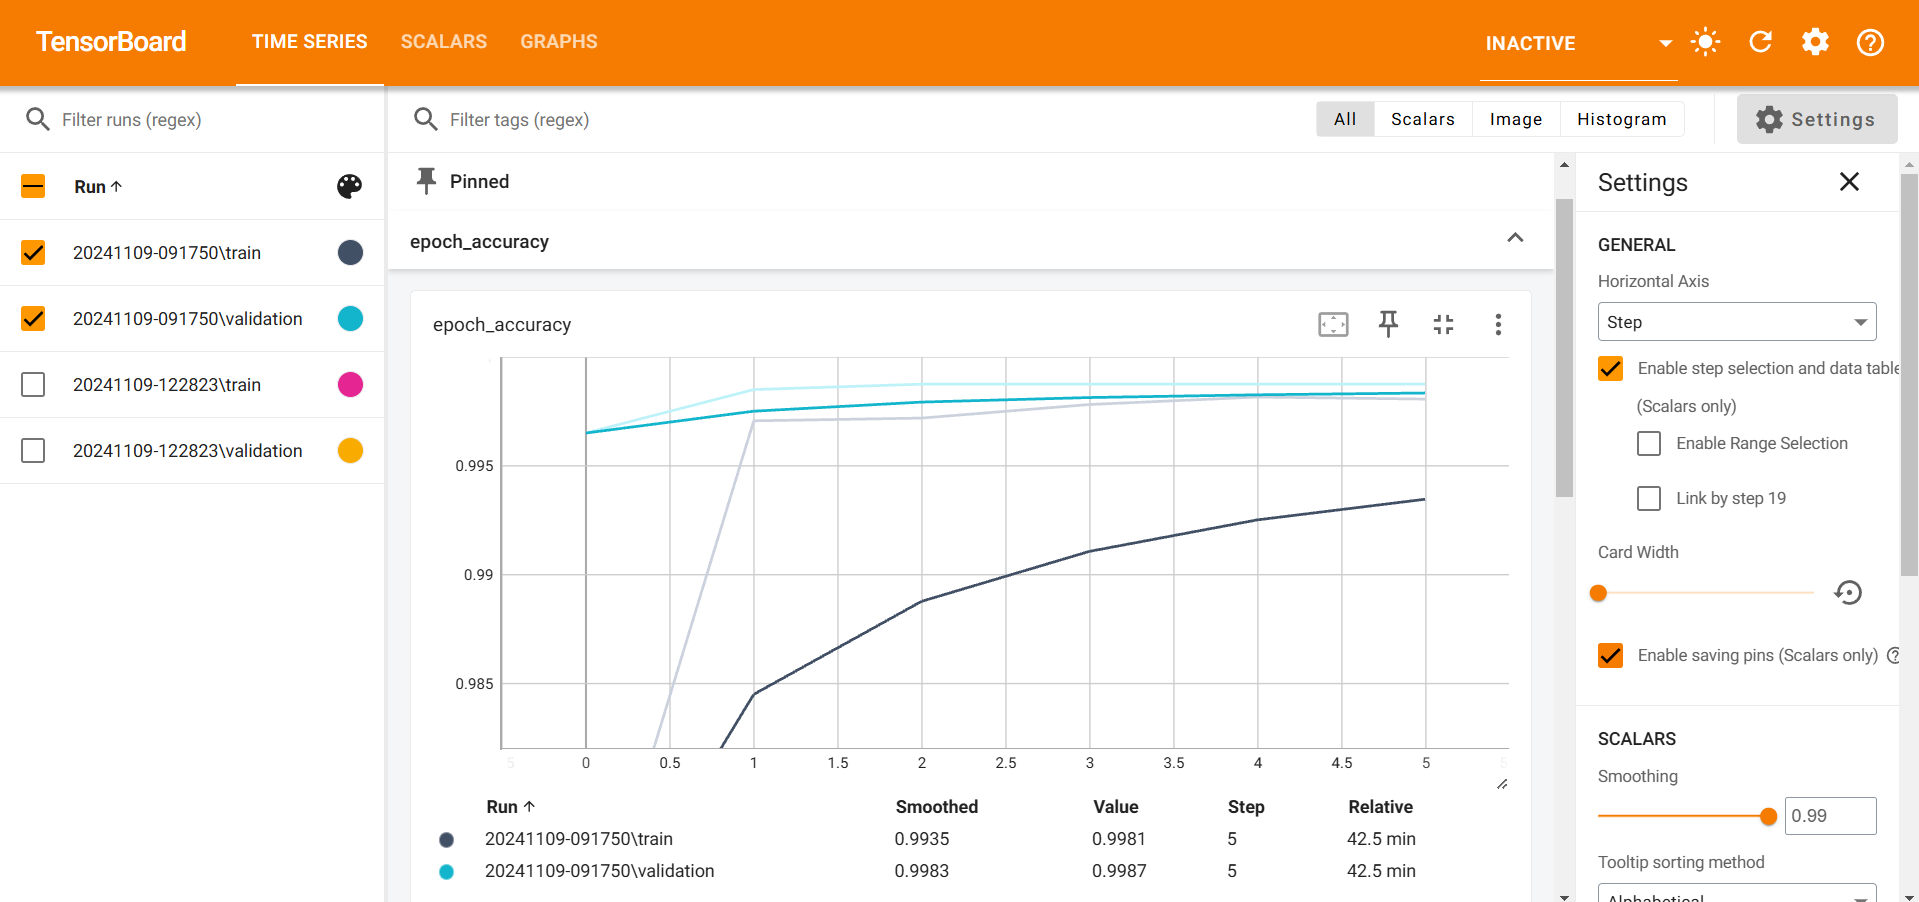 TensorBoard TIME SERIES SCALARS GRAPHS INACTIVE
Filter runs (regex)
Filter tags (regex)
All Scalars Image Histogram
Settings
Run
20241109-091750\train
20241109-091750\validation
20241109-122823\train
20241109-122823\validation
Pinned
epoch_accuracy
epoch_accuracy
0.995
0.99
0.985
5 0 0.5 1 1.5 2 2.5 3 3.5 4 4.5 5 5
Run Smoothed Value Step Relative
20241109-091750\train 0.9935 0.9981 5 42.5 min
20241109-091750\validation 0.9983 0.9987 5 42.5 min
Settings
GENERAL
Horizontal Axis
Step
Enable step selection and data table
(Scalars only)
Enable Range Selection
Link by step 19
Card Width
Enable saving pins (Scalars only)
SCALARS
Smoothing
0.99
Tooltip sorting method
Alphabetical